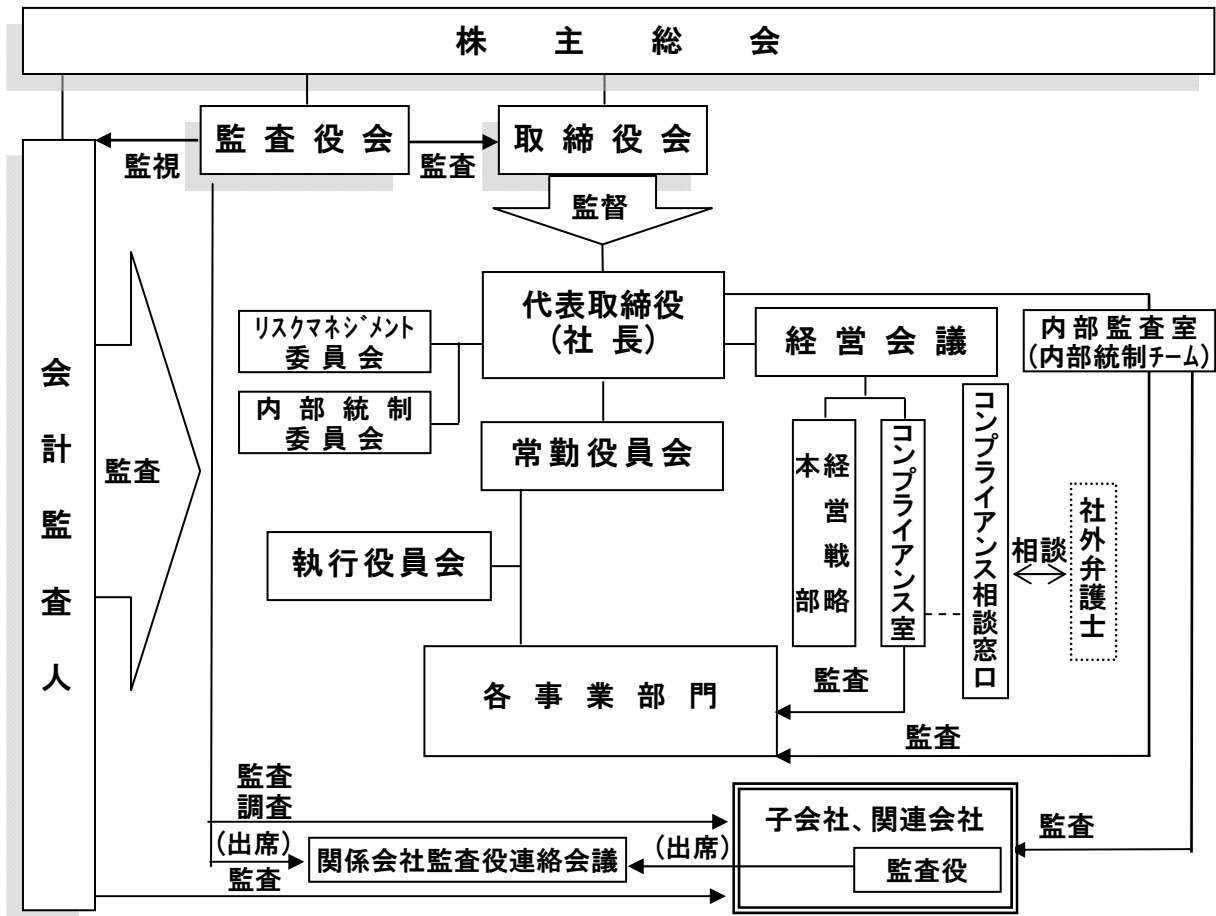 株主総会
監査役会
取締役会
監視
監査
監督
代表取締役
(社長)
リスクマネジメント
委員会
内部統制
委員会
経営会議
内部監査室
(内部統制チーム)
会計監査人
監査
常勤役員会
執行役員会
経営戦略
本部
コンプライアンス室
コンプライアンス相談窓口
相談
社外弁護士
各事業部門
監査
監査
監査
調査
(出席)
関係会社監査役連絡会議
監査
(出席)
子会社、関連会社
監査役
監査